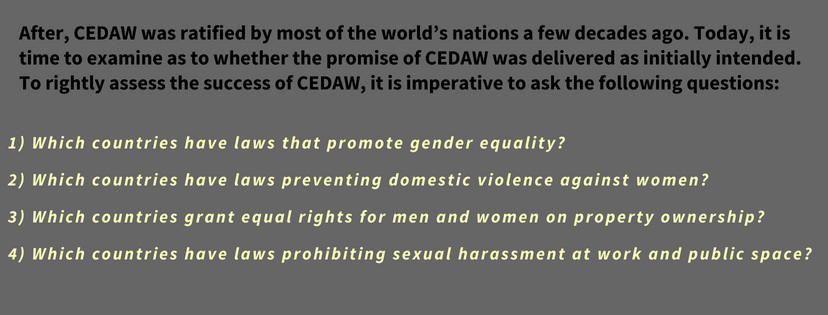 After, CEDAW was ratified by most of the world's nations a few decades ago. Today, it is
time to examine as to whether the promise of CEDAW was delivered as initially intended.
To rightly assess the success of CEDAW, it is imperative to ask the following questions:
1) Which countries have laws that promote gender equality?
2) Which countries have laws preventing domestic violence against women?
3) Which countries grant equal rights for men and women on property ownership?
4) Which countries have laws prohibiting sexual harassment at work and public space?